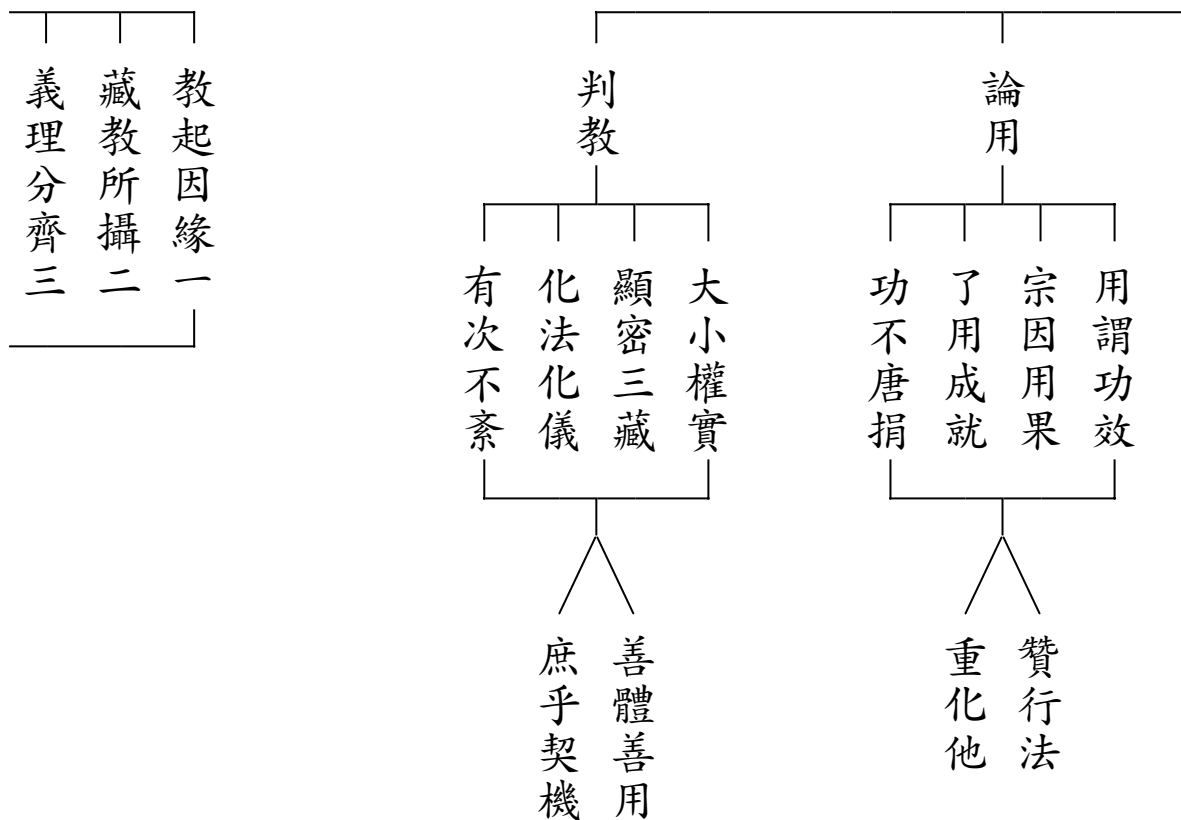 論用
用謂功效
宗因用果
了用成就
功不唐捐
贊行法
重化他
判教
大小權實
顯密三藏
化法化儀
有次不紊
善體善用
庶乎契機
教起因緣一
藏教所攝二
義理分齊三